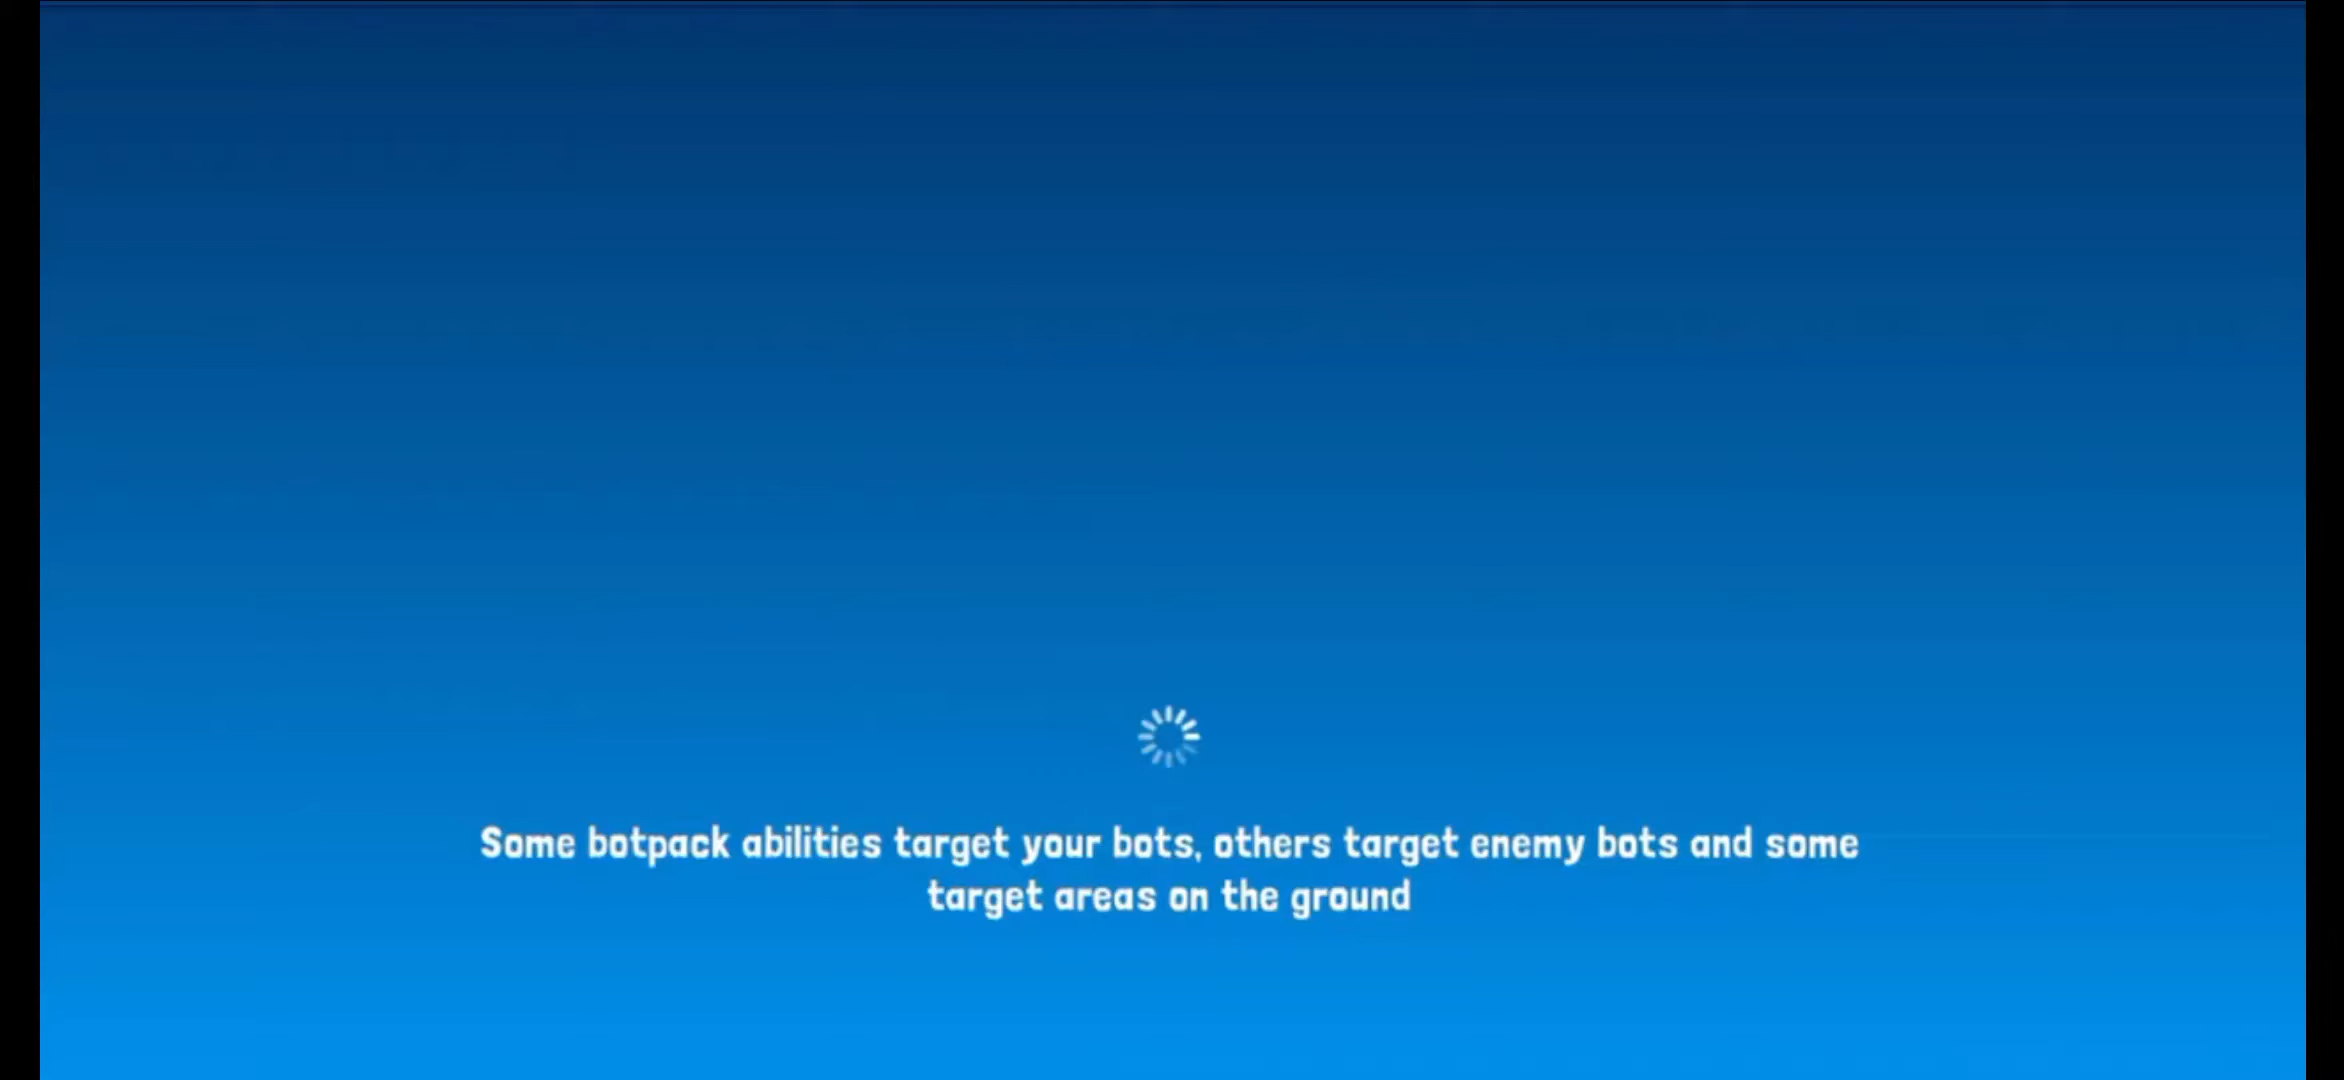 Some botpack abilities target your bots, others target enemy bots and some
target areas on the ground